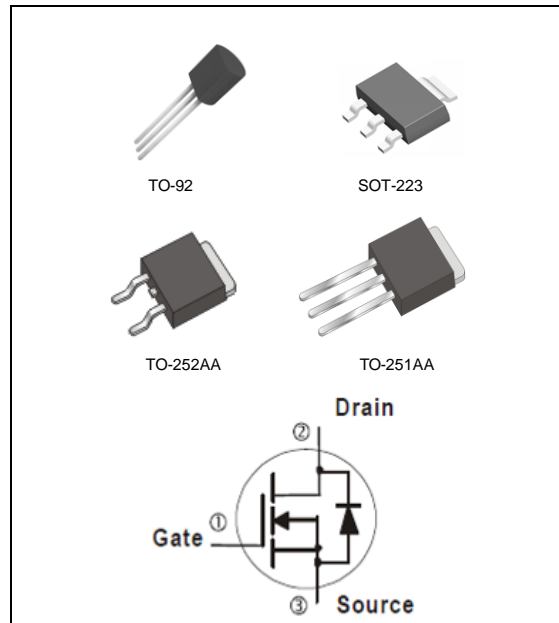 TO-92
SOT-223
TO-252AA
TO-251AA
Drain
②
①
Gate
③
Source